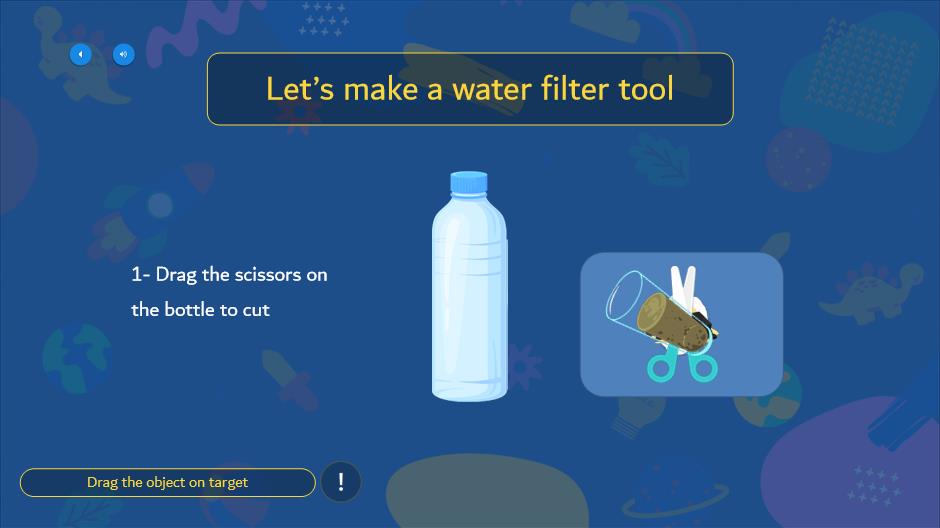 Let's make a water filter tool
1- Drag the scissors on
the bottle to cut
Drag the object on target
!